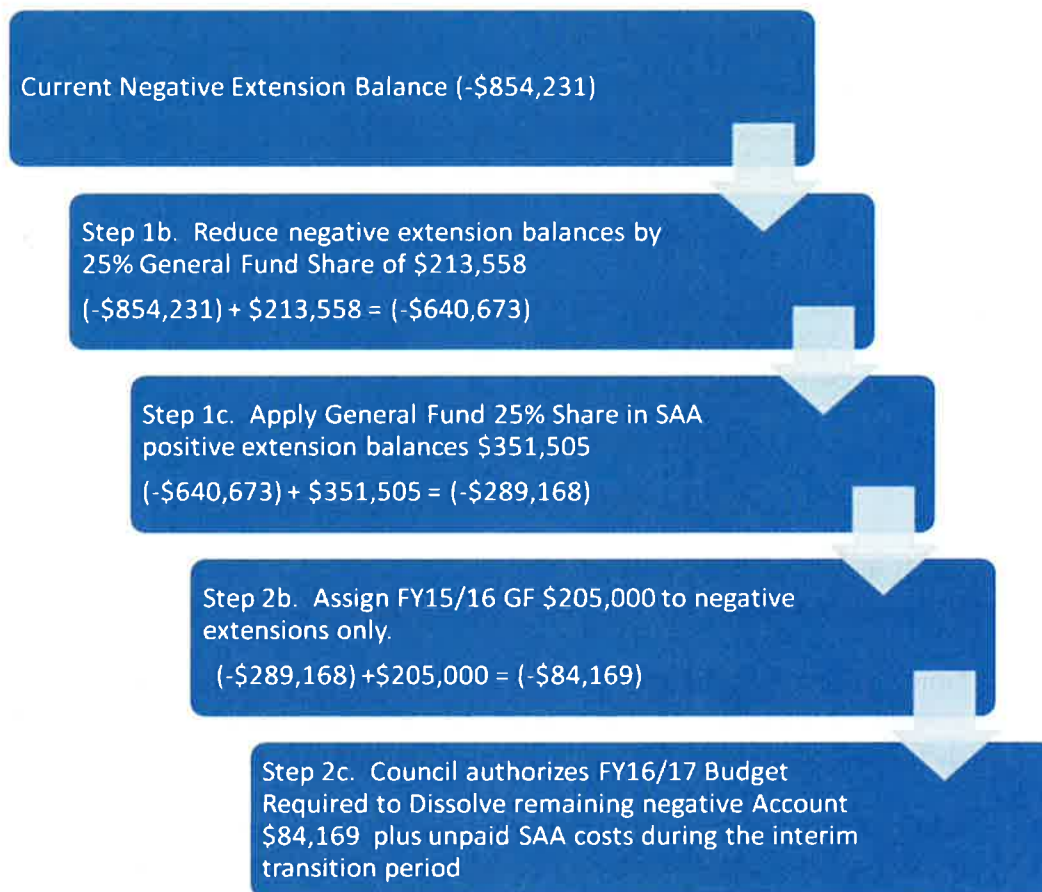 Current Negative Extension Balance (-$854,231)
Step 1b.  Reduce negative extension balances by
25% General Fund Share of $213,558
(-$854,231) + $213,558 = (-$640,673)
Step 1c.  Apply General Fund 25% Share in SAA
positive extension balances $351,505
(-$640,673) + $351,505 = (-$289,168)
Step 2b.  Assign FY15/16 GF $205,000 to negative
extensions only.
(-$289,168) +$205,000 = (-$84,169)
Step 2c.  Council authorizes FY16/17 Budget
Required to Dissolve remaining negative Account
$84,169  plus unpaid SAA costs during the interim
transition period